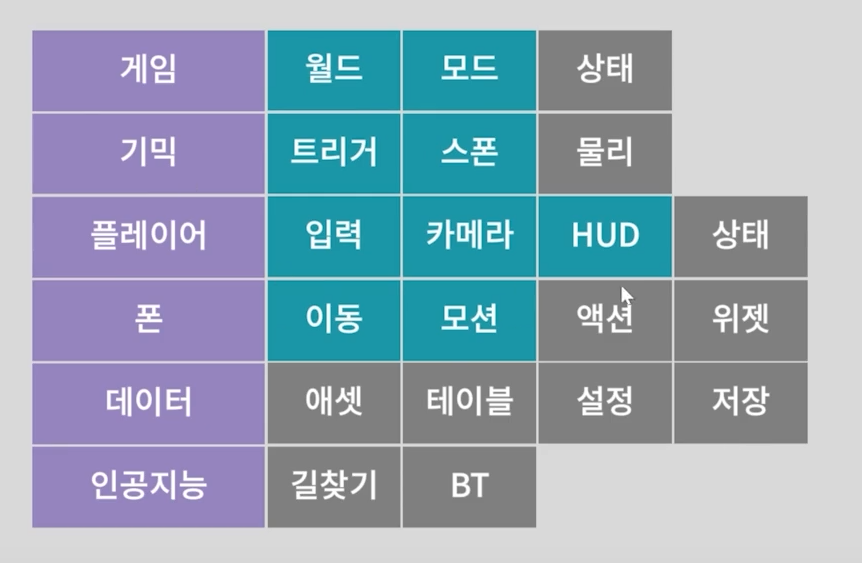 게임 월드 모드 상태
기믹 트리거 스폰 물리
플레이어 입력 카메라 HUD 상태
폰 이동 모션 액션 위젯
데이터 애셋 테이블 설정 저장
인공지능 길찾기 BT